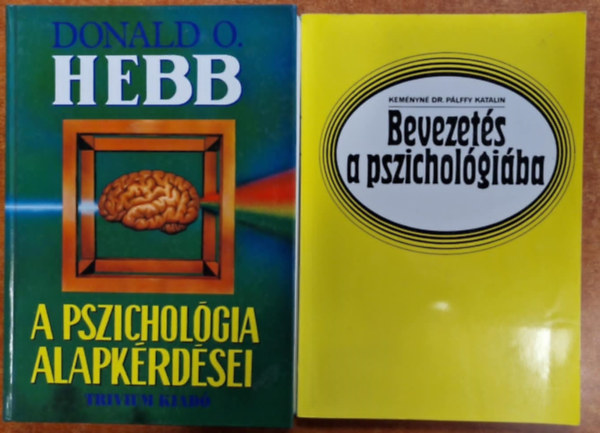 DONALD O.
HEBB
A PSZICHOLÓGIA
ALAPKÉRDÉSEI
TRIVIUM KIADÓ
KEMÉNYNÉ DR. PÁLFFY KATALIN
Bevezetés
a pszichológiába